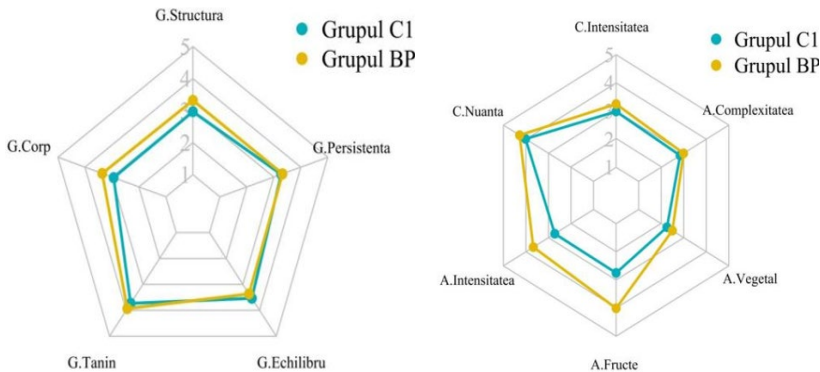 G.Structura
Grupul C1
Grupul BP
5
4
3
2
1
G.Corp
G.Persistenta
G.Tanin
G.Echilibru
C.Intensitatea
Grupul C1
Grupul BP
5
4
2
1
C.Nuanta
A.Complexitatea
A.Intensitatea
A.Vegetal
A.Fructe